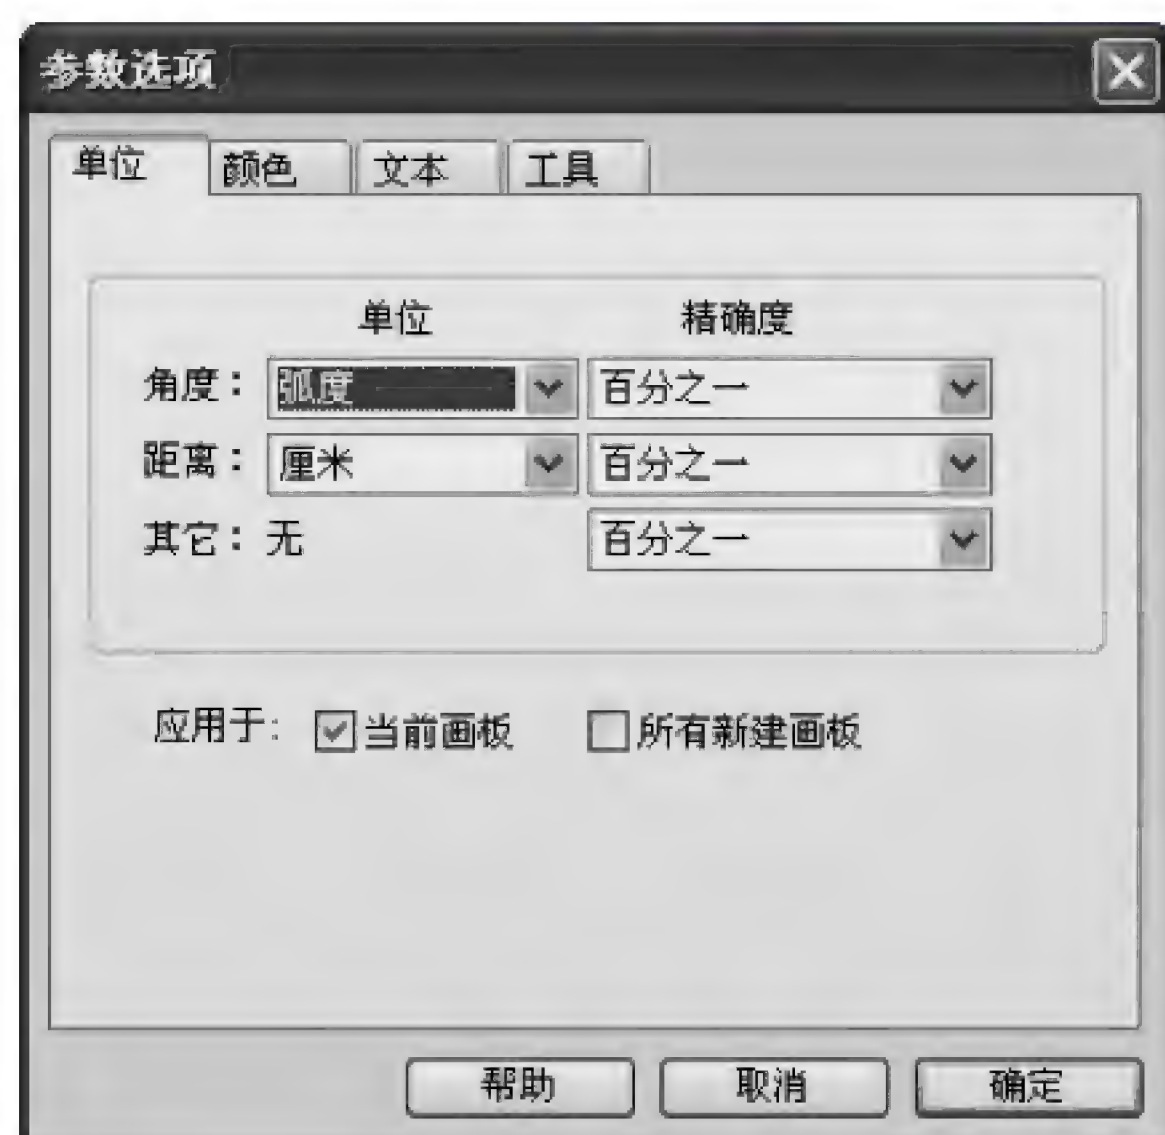 参数选项
单位 颜色 文本 工具
单位 精确度
角度： 弧度 百分之一
距离： 厘米 百分之一
其它： 无 百分之一
应用于： 当前画板 所有新建画板
帮助 取消 确定